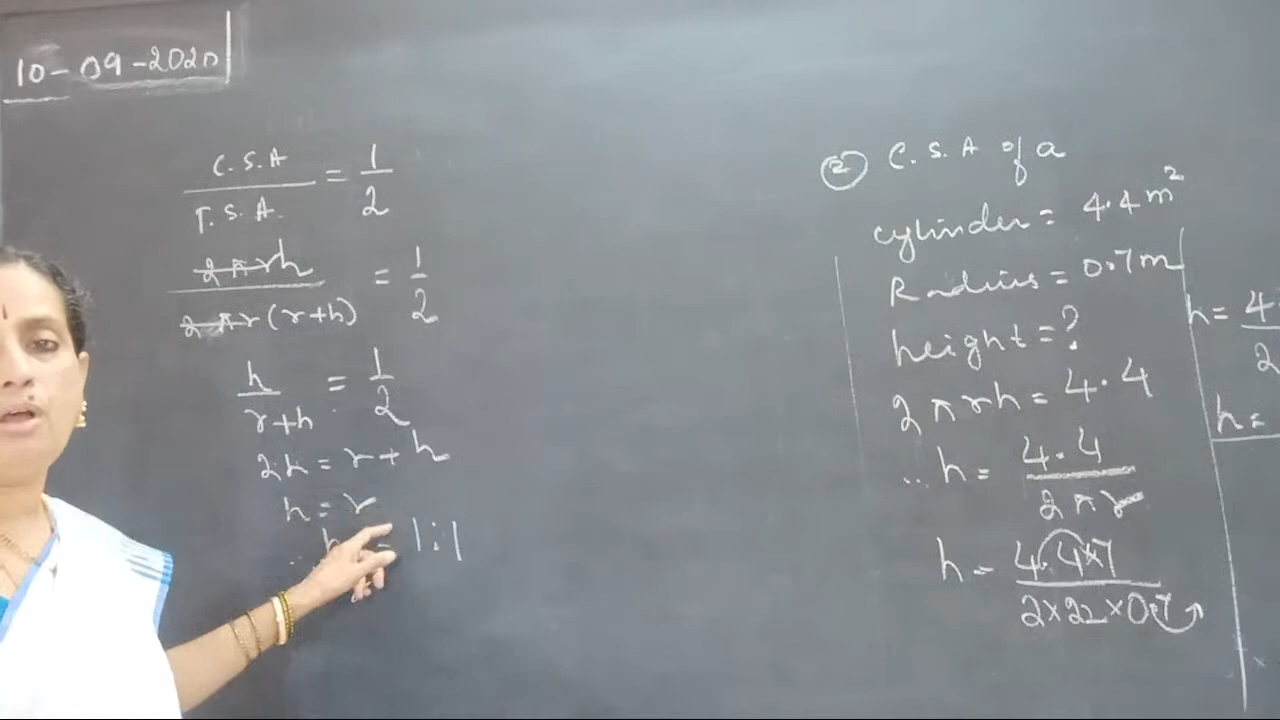 10-09-2020
C.S.A / T.S.A. = 1/2
2πrh / 2πr(r+h) = 1/2
h / r+h = 1/2
2h = r+h
h = r
∴ h = 1:1
② C.S.A of a
cylinder = 4.4m²
Radius = 0.7m
height = ?
2πrh = 4.4
∴ h = 4.4 / 2πr
h = 4.4×7 / 2×22×0.7
h = 4 / 2
h =